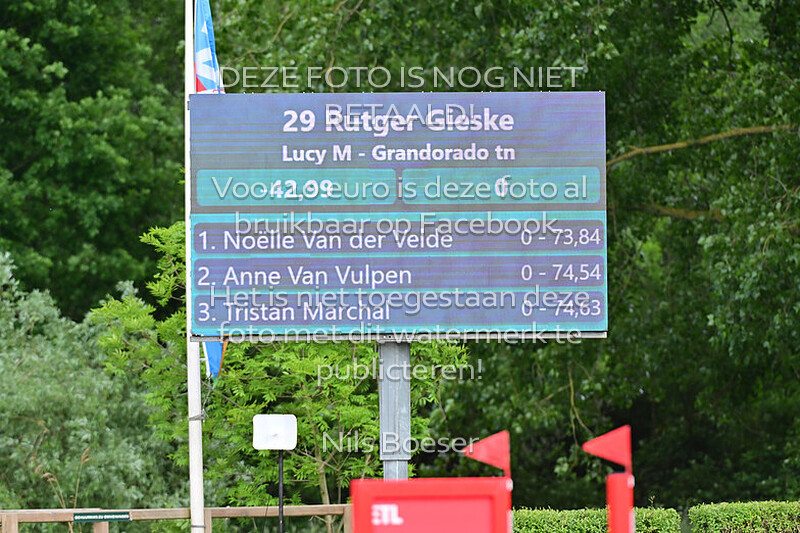 DEZE FOTO IS NOG NIET
BETAALD!
29 Rutger Gieske
Lucy M - Grandorado tn
-42,99
Voor euro is deze foto al
bruikbaar op Facebook
1. Noëlle Van der Velde 0 - 73,84
2. Anne Van Vulpen 0 - 74,54
Het is niet toegestaan deze
3. Tristan Marchal 0 - 74,63
foto met dit watermerk te
publiceren!
Nils Boeser